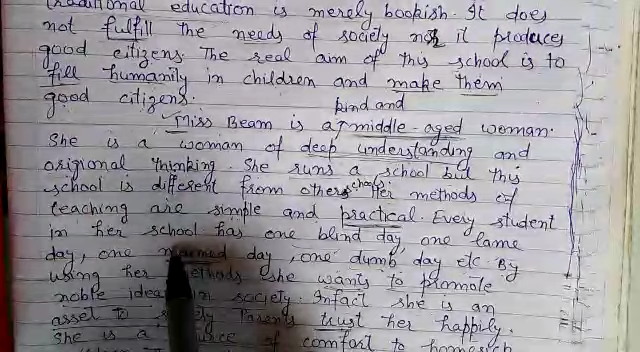 traditional education is merely bookish. It does
not fulfill the needs of society nor it produces
good citizens. The real aim of this school is to
fill humanity in children and make them
good citizens.
kind and
Miss Beam is a middle-aged woman.
She is a woman of deep understanding and
origional thinking. She runs a school but this
school is different from other schools. Her methods of
teaching are simple and practical. Every student
in her school has one blind day, one lame
day, one day, one dumb day etc. By
using her methods she wants to promote
noble in society. Infact she is an
asset to Parents trust her happily.
She is a of comfort to homesick